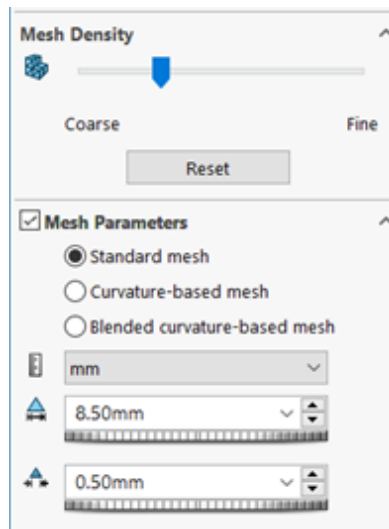 Mesh Density
Coarse Fine
Reset
Mesh Parameters
Standard mesh
Curvature-based mesh
Blended curvature-based mesh
mm
8.50mm
0.50mm